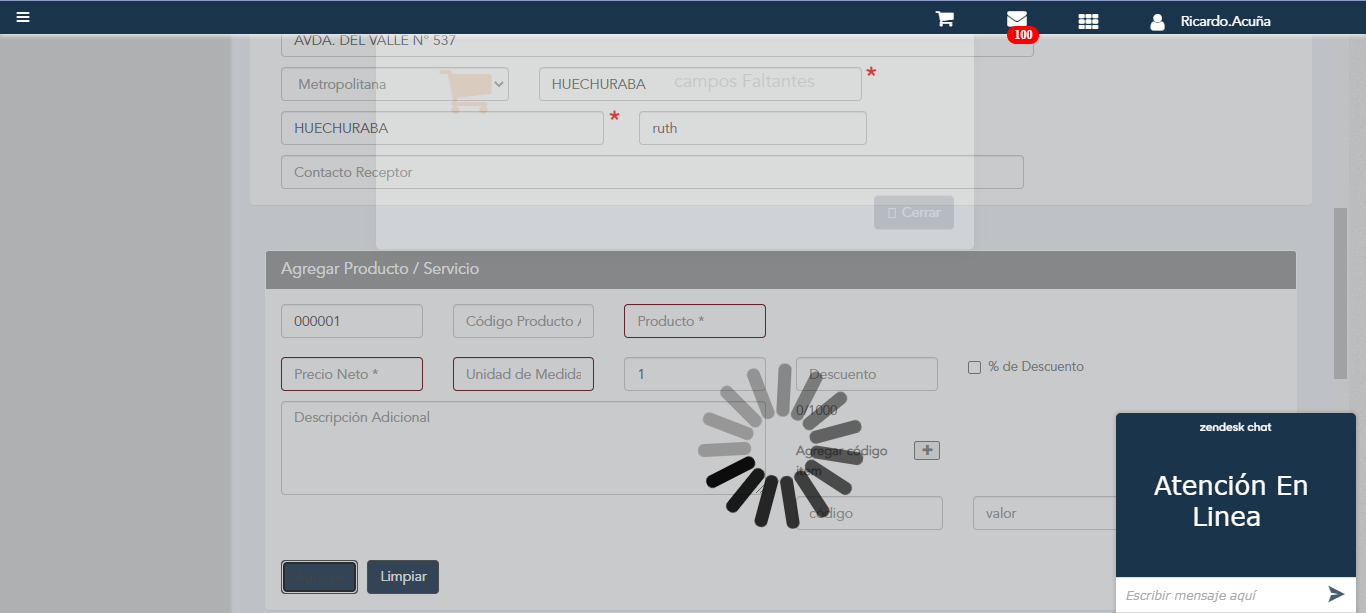 Ricardo.Acuña
100
AVDA. DEL VALLE N° 537
Metropolitana
HUECHURABA
*
campos Faltantes
HUECHURABA
*
ruth
Contacto Receptor
Cerrar
Agregar Producto / Servicio
000001
Código Producto
Producto *
Precio Neto *
Unidad de Medida
1
Descuento
% de Descuento
Descripción Adicional
0/1000
Agregar código
item
código
valor
Limpiar
zendesk chat
Atención En
Linea
Escribir mensaje aquí